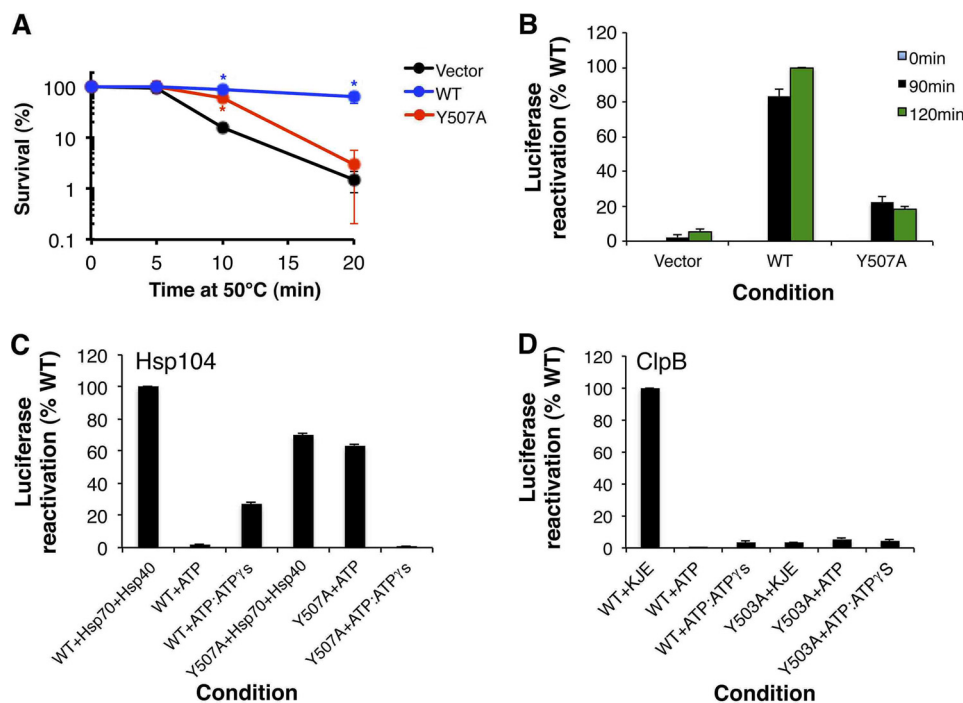 A
Survival (%)
100
10
1
0.1
0
5
10
15
20
Time at 50°C (min)
*
*
*
Vector
WT
Y507A
B
Luciferase
reactivation (% WT)
120
100
80
60
40
20
0
Vector
WT
Y507A
Condition
0min
90min
120min
C
Hsp104
Luciferase
reactivation (% WT)
120
100
80
60
40
20
0
WT+Hsp70+Hsp40
WT+ATP
WT+ATP:ATPγs
Y507A+Hsp70+Hsp40
Y507A+ATP
Y507A+ATP:ATPγs
Condition
D
ClpB
Luciferase
reactivation (% WT)
120
100
80
60
40
20
0
WT+KJE
WT+ATP
WT+ATP:ATPγs
Y503A+KJE
Y503A+ATP
Y503A+ATP:ATPγS
Condition